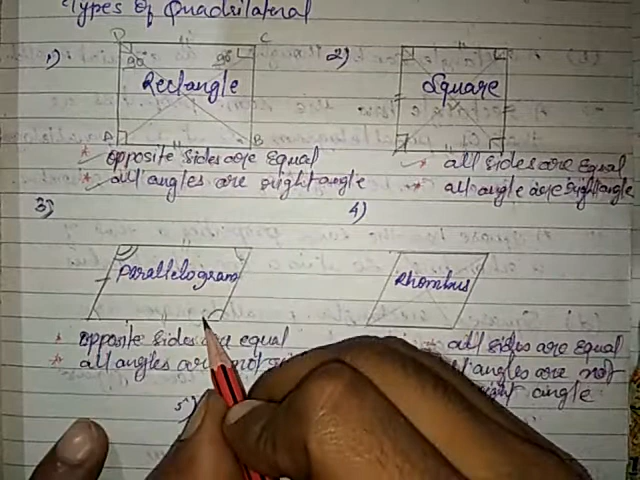 Types of Quadrilateral
1)
D
C
90°
90°
Rectangle
A
B
* opposite sides are equal
* all angles are right angle
2)
Square
* all sides are equal
* all angle are right angle
3)
Parallelogram
* opposite sides are equal
* all angles are not
4)
Rhombus
* all sides are equal
angles are not
angle
5)